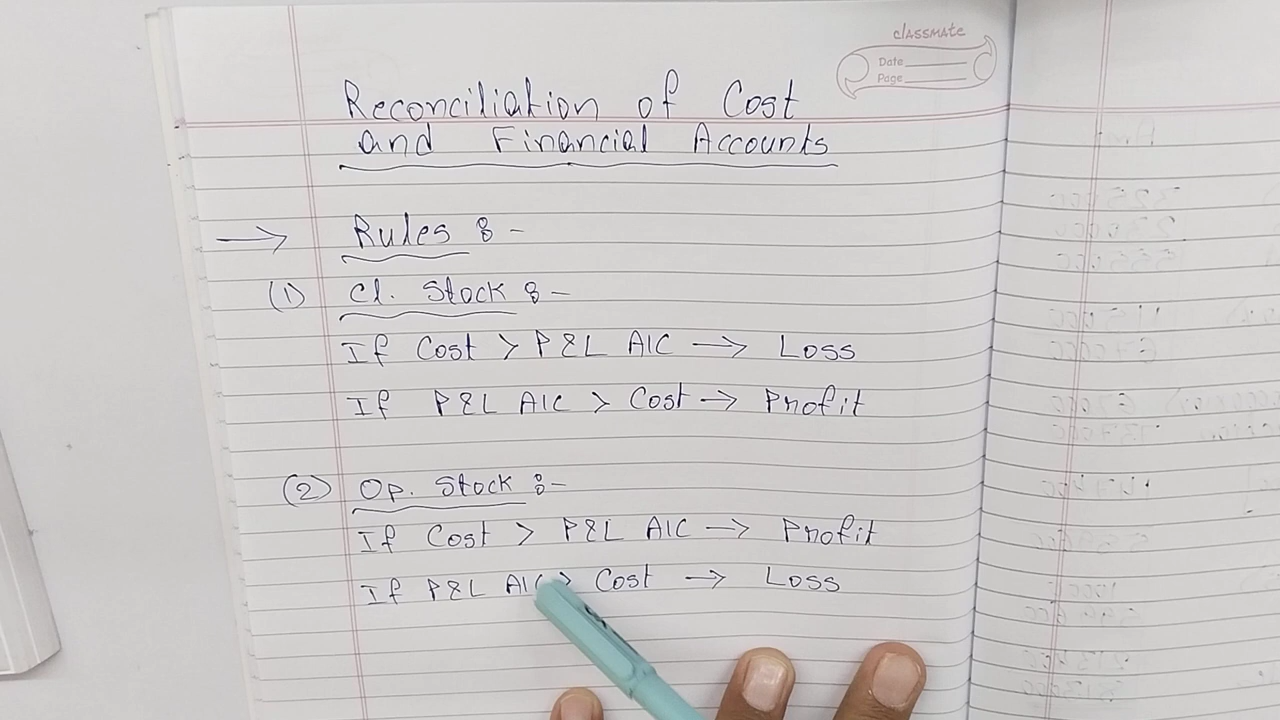 classmate
Date
Page
Reconciliation of Cost
and Financial Accounts
→ Rules :-
(1) Cl. Stock :-
If Cost > P&L A/C → Loss
If P&L A/C > Cost → Profit
(2) Op. Stock :-
If Cost > P&L A/C → Profit
If P&L A/C > Cost → Loss